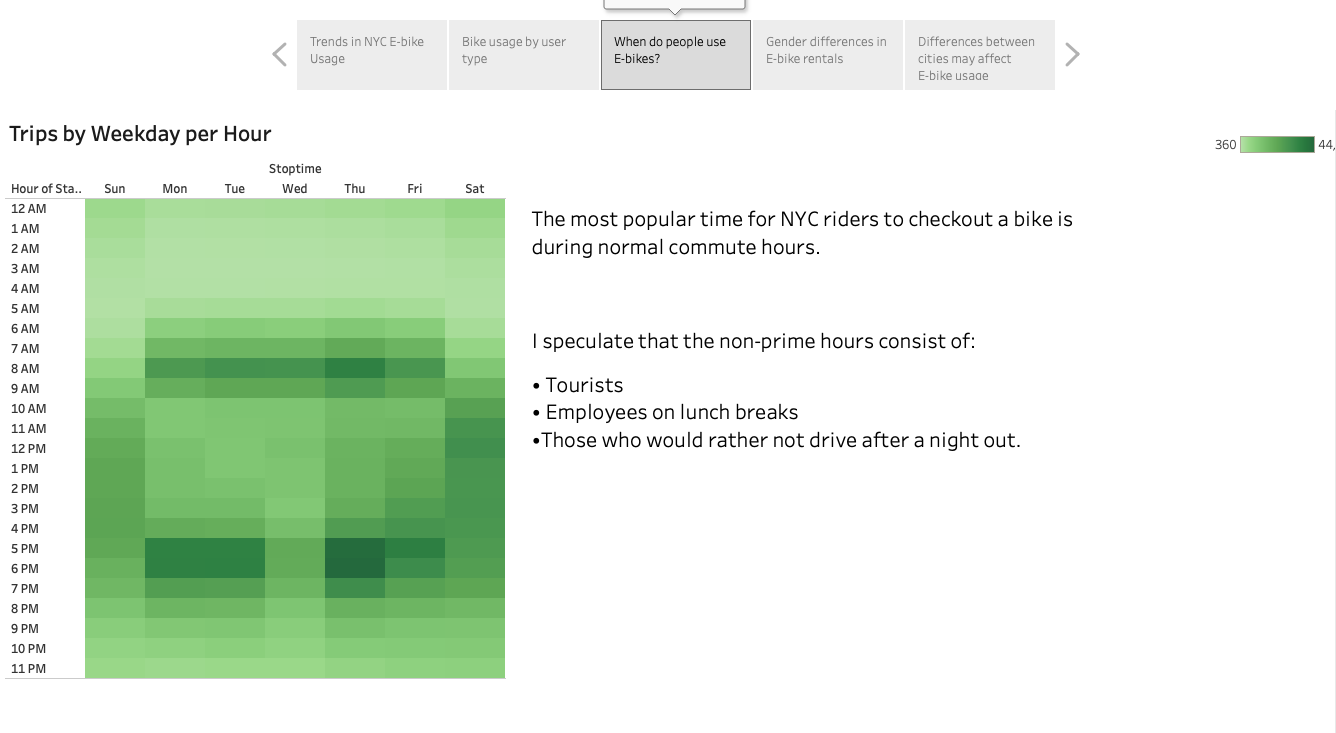 Trends in NYC E-bike
Usage
Bike usage by user
type
When do people use
E-bikes?
Gender differences in
E-bike rentals
Differences between
cities may affect
E-bike usage
Trips by Weekday per Hour
360
44,
Stoptime
Hour of Sta.. Sun Mon Tue Wed Thu Fri Sat
12 AM
1 AM
2 AM
3 AM
4 AM
5 AM
6 AM
7 AM
8 AM
9 AM
10 AM
11 AM
12 PM
1 PM
2 PM
3 PM
4 PM
5 PM
6 PM
7 PM
8 PM
9 PM
10 PM
11 PM
The most popular time for NYC riders to checkout a bike is
during normal commute hours.
I speculate that the non-prime hours consist of:
• Tourists
• Employees on lunch breaks
•Those who would rather not drive after a night out.